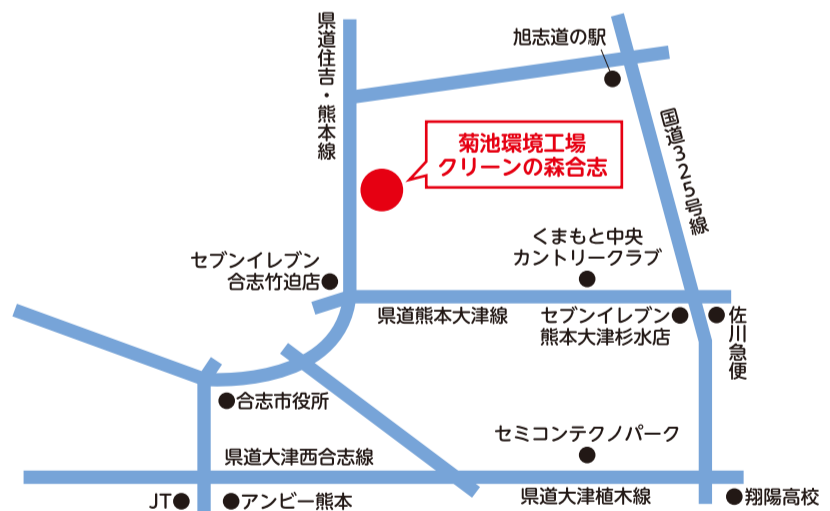 県道住吉・熊本線
旭志道の駅
国道325号線
菊池環境工場
クリーンの森合志
くまもと中央
カントリークラブ
セブンイレブン
合志竹迫店
県道熊本大津線
セブンイレブン
熊本大津杉水店
佐川急便
合志市役所
セミコンテクノパーク
県道大津西合志線
県道大津植木線
JT
アンビー熊本
翔陽高校